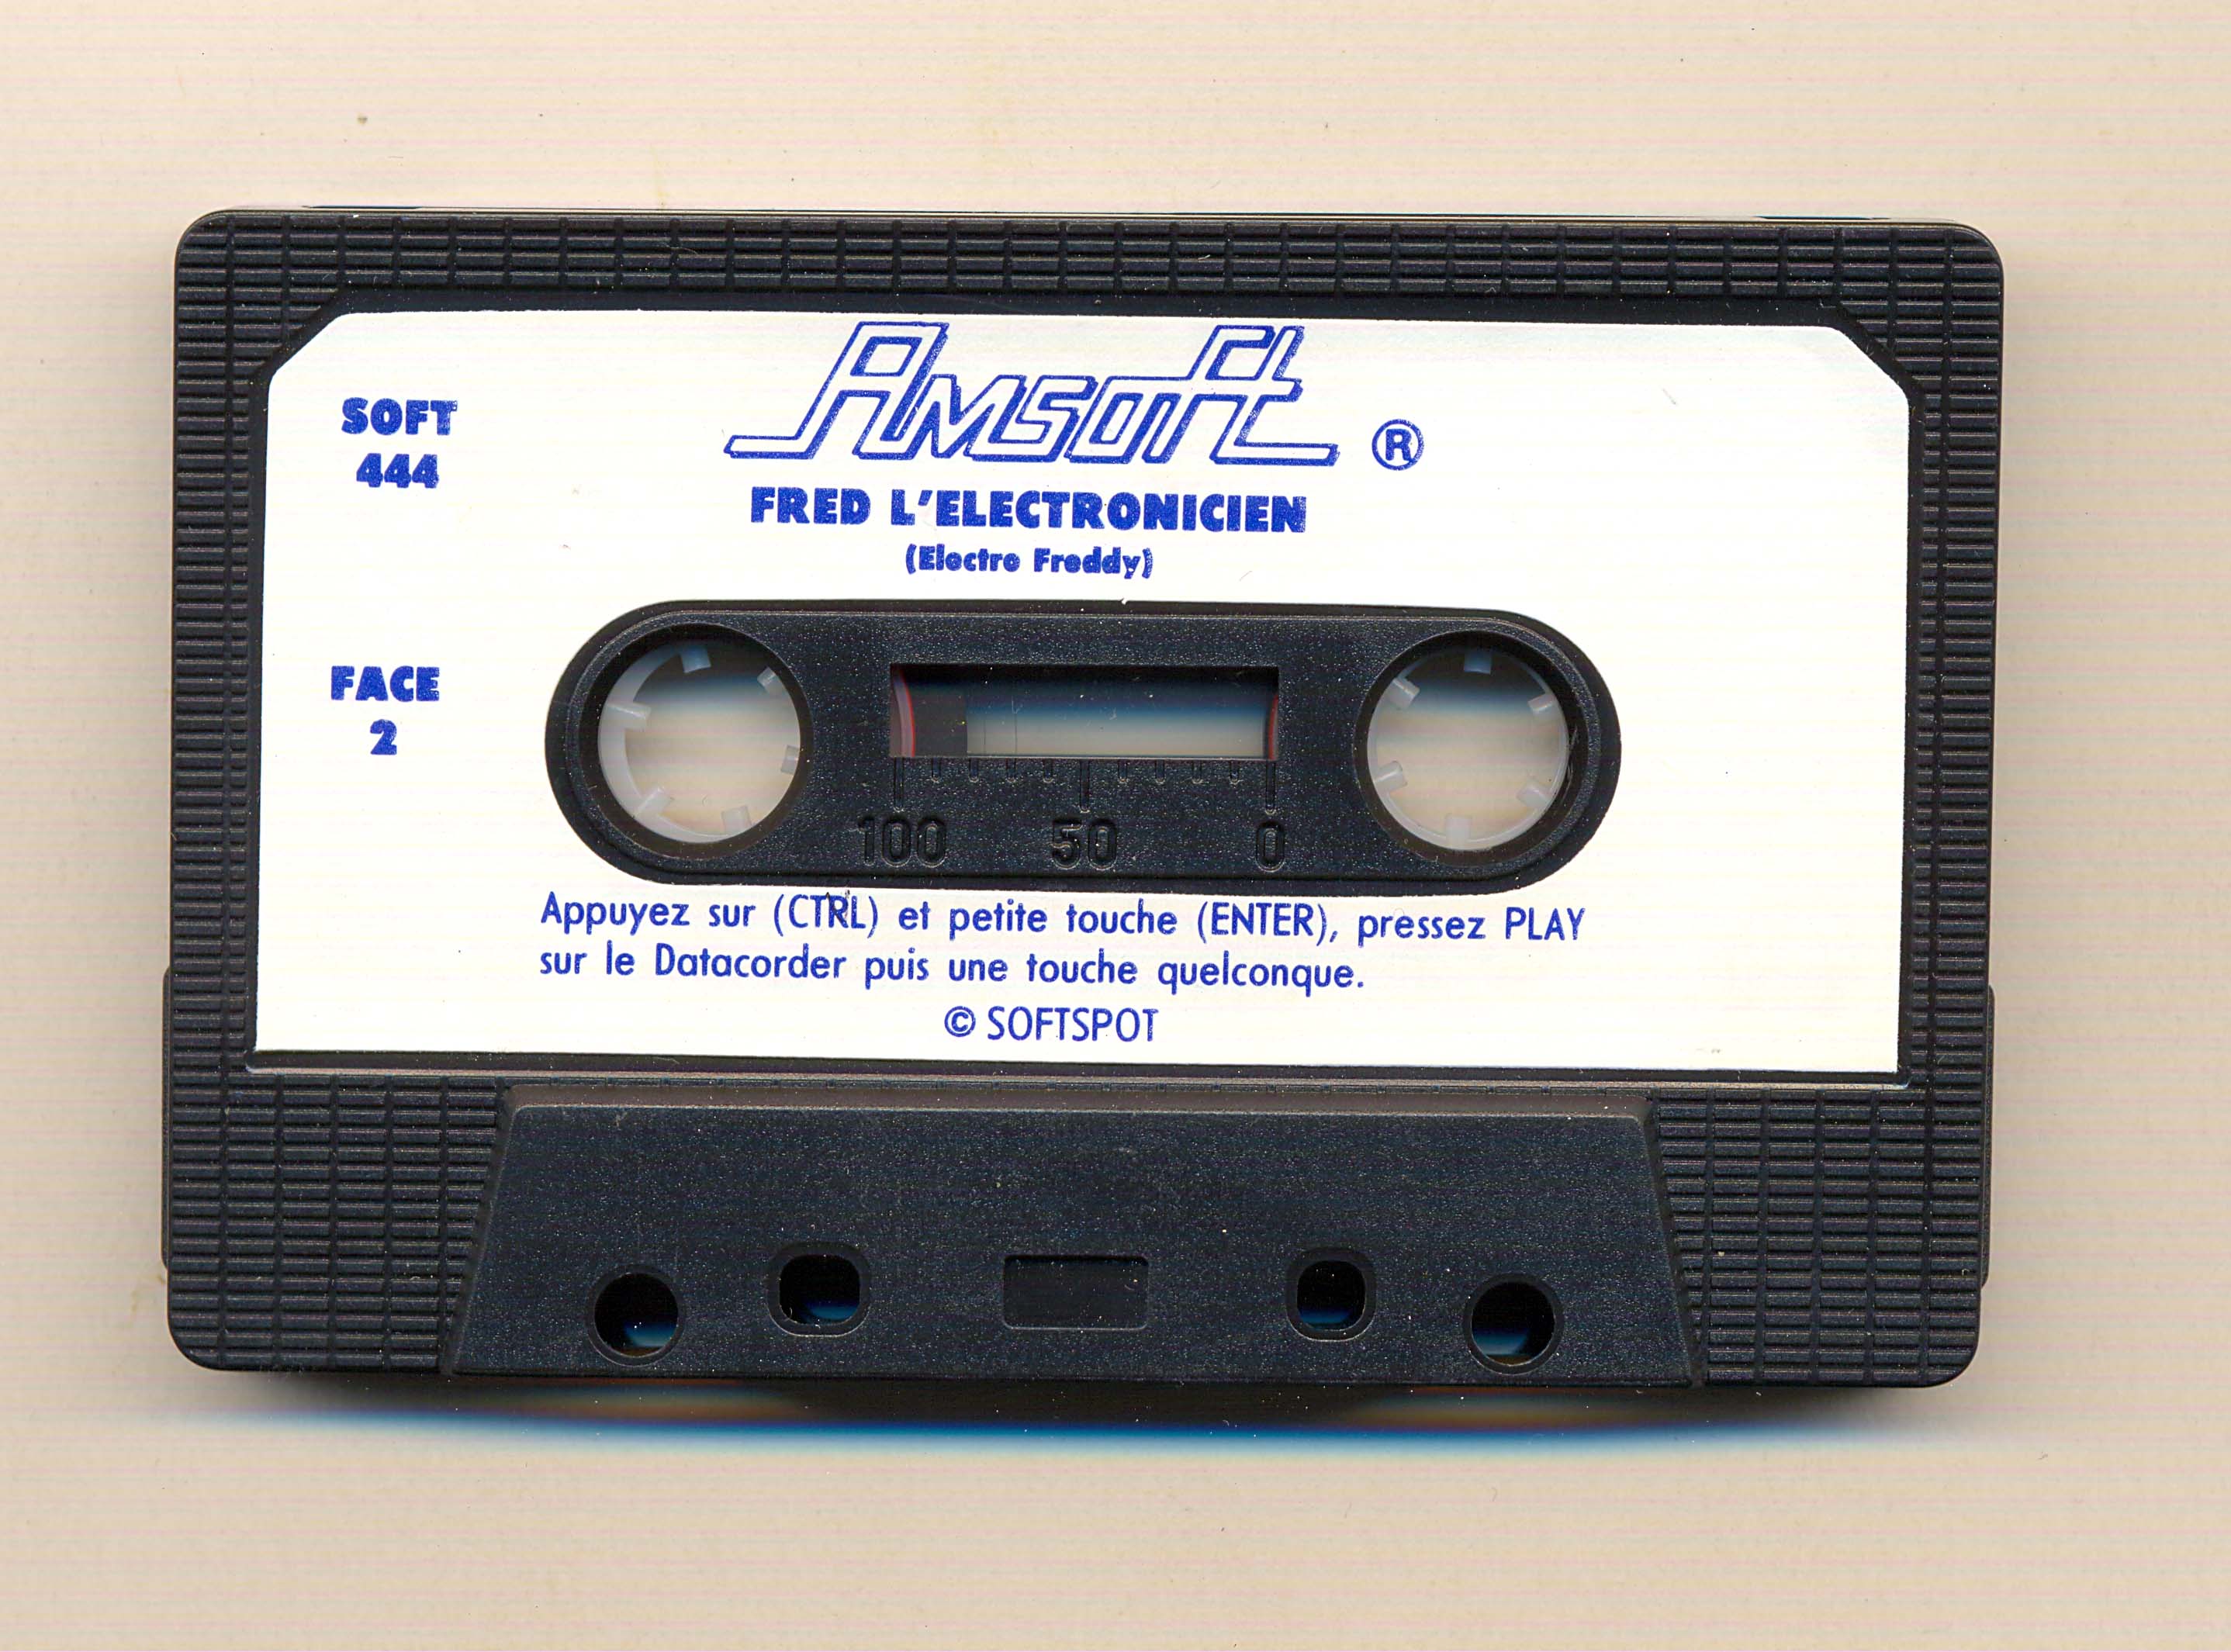 SOFT
444
Amsoft ®
FRED L'ELECTRONICIEN
(Electro Freddy)
FACE
2
100 50 0
Appuyez sur (CTRL) et petite touche (ENTER), pressez PLAY
sur le Datacorder puis une touche quelconque.
© SOFTSPOT